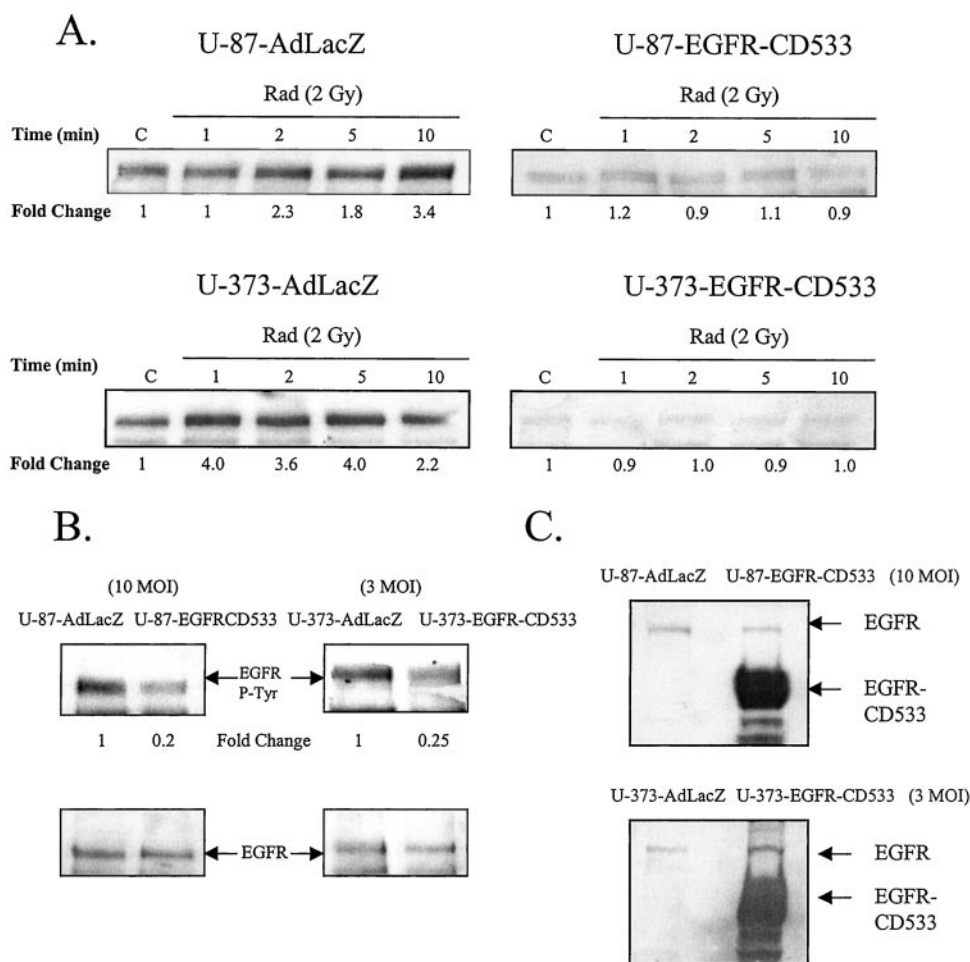 A.
U-87-AdLacZ
Rad (2 Gy)
Time (min) C 1 2 5 10
Fold Change 1 1 2.3 1.8 3.4
U-87-EGFR-CD533
Rad (2 Gy)
C 1 2 5 10
1 1.2 0.9 1.1 0.9
U-373-AdLacZ
Rad (2 Gy)
Time (min) C 1 2 5 10
Fold Change 1 4.0 3.6 4.0 2.2
U-373-EGFR-CD533
Rad (2 Gy)
C 1 2 5 10
1 0.9 1.0 0.9 1.0
B.
(10 MOI) (3 MOI)
U-87-AdLacZ U-87-EGFRCD533 U-373-AdLacZ U-373-EGFR-CD533
EGFR
P-Tyr
1 0.2 Fold Change 1 0.25
EGFR
C.
U-87-AdLacZ U-87-EGFR-CD533 (10 MOI)
EGFR
EGFR-
CD533
U-373-AdLacZ U-373-EGFR-CD533 (3 MOI)
EGFR
EGFR-
CD533